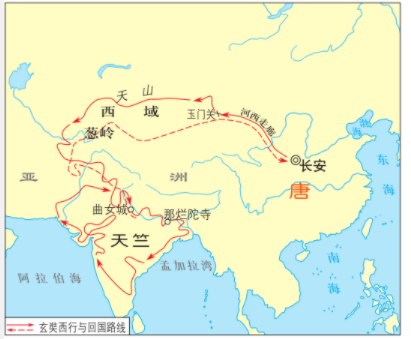 天山
西域
玉门关
河西走廊
葱岭
长安
唐
渤海
东海
亚洲
曲女城
那烂陀寺
天竺
阿拉伯海
孟加拉湾
南海
玄奘西行与回国路线